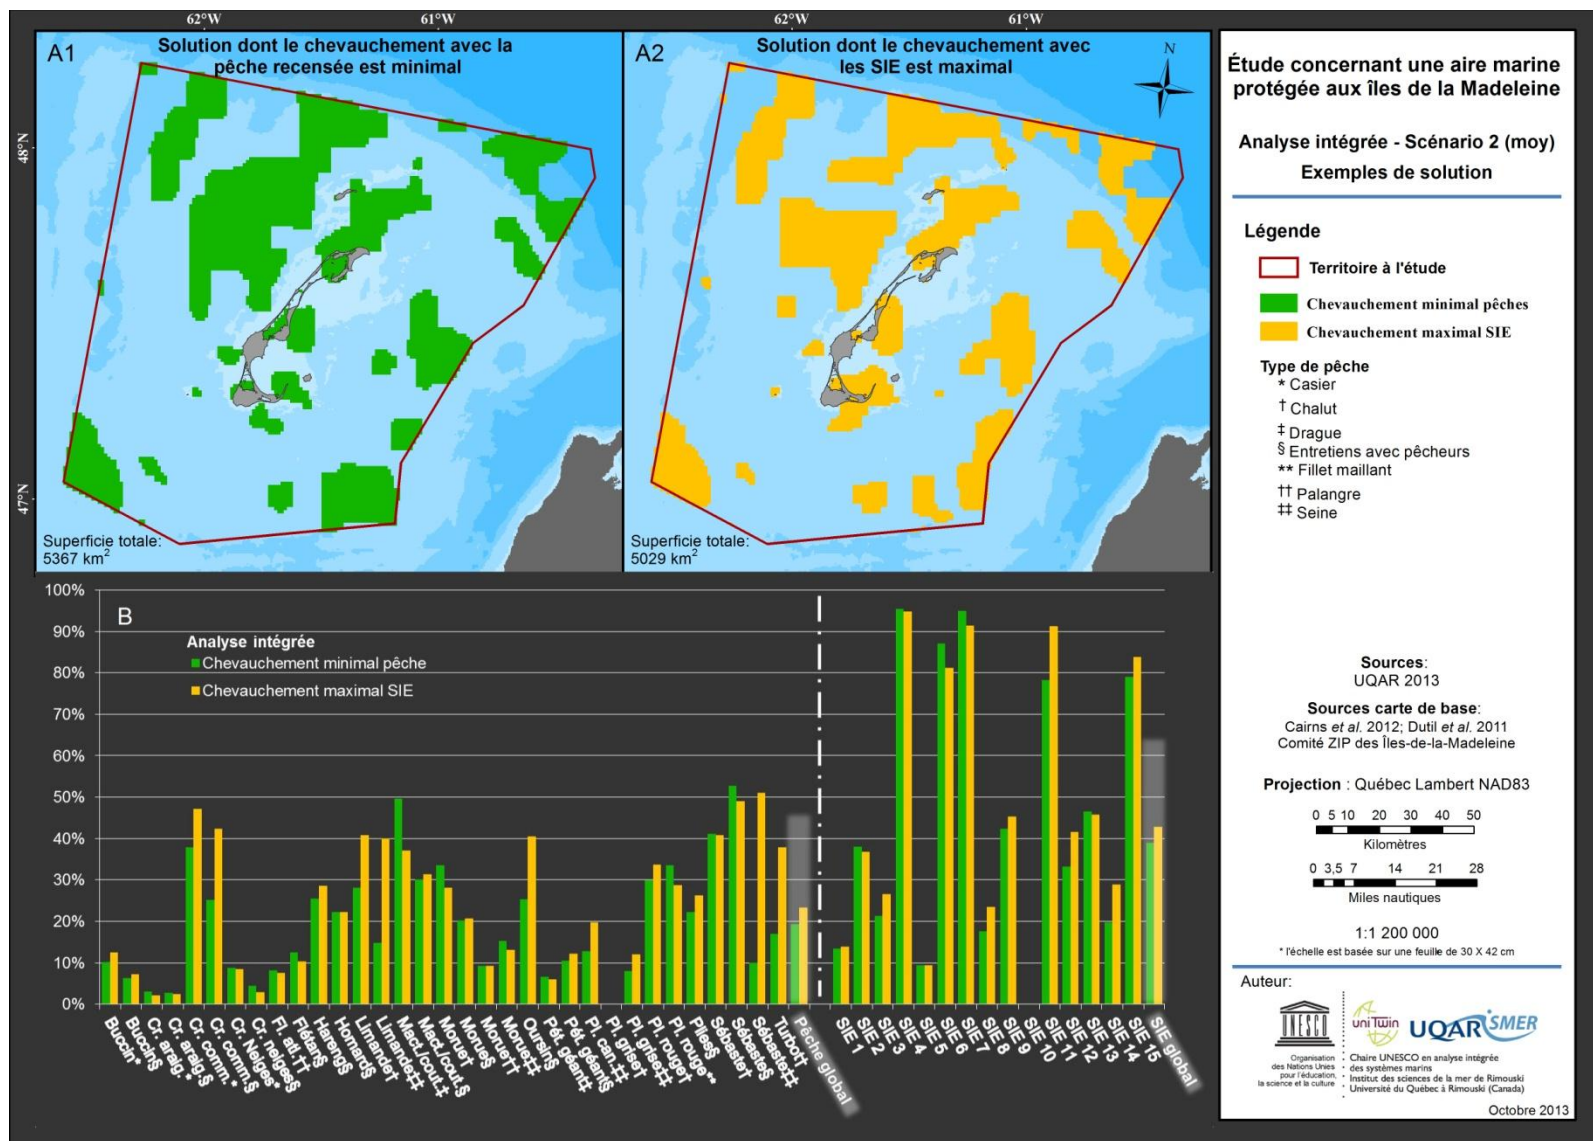 62°W
61°W
62°W
61°W
48°N
47°N
A1
Solution dont le chevauchement avec la
pêche recensée est minimal
Superficie totale:
5367 km²
A2
Solution dont le chevauchement avec
les SIE est maximal
N
Superficie totale:
5029 km²
Étude concernant une aire marine
protégée aux îles de la Madeleine
Analyse intégrée - Scénario 2 (moy)
Exemples de solution
Légende
Territoire à l'étude
Chevauchement minimal pêches
Chevauchement maximal SIE
Type de pêche
* Casier
† Chalut
‡ Drague
§ Entretiens avec pêcheurs
** Fillet maillant
†† Palangre
‡‡ Seine
Sources:
UQAR 2013
Sources carte de base:
Cairns et al. 2012; Dutil et al. 2011
Comité ZIP des Îles-de-la-Madeleine
Projection : Québec Lambert NAD83
0 5 10 20 30 40 50
Kilomètres
0 3,5 7 14 21 28
Miles nautiques
1:1 200 000
* l'échelle est basée sur une feuille de 30 X 42 cm
Auteur:
UNESCO
uniTwin
UQAR
iSMER
Organisation
des Nations Unies
pour l'éducation,
la science et la culture
Chaire UNESCO en analyse intégrée
des systèmes marins
Institut des sciences de la mer de Rimouski
Université du Québec à Rimouski (Canada)
Octobre 2013
B
Analyse intégrée
Chevauchement minimal pêche
Chevauchement maximal SIE
100%
90%
80%
70%
60%
50%
40%
30%
20%
10%
0%
Buccin*
Buccin§
Cr. araig.*
Cr. araig.§
Cr. comm.*
Cr. comm.§
Cr. Neiges*
Cr. neiges§
Fl. atl.††
Flétan§
Hareng§
Homard§
Limande†
Limande‡‡
Mact./cout.‡
Mact./cout.§
Morue†
Morue§
Morue††
Morue‡‡
Oursin§
Pét. géant‡
Pét. géant§
Pl. can.‡‡
Pl. grise†
Pl. grise‡‡
Pl. rouge†
Pl. rouge**
Pliies§
Sébaste†
Sébaste§
Sébaste‡‡
Turbot†
Pêche global
SIE 1
SIE 2
SIE 3
SIE 4
SIE 5
SIE 6
SIE 7
SIE 8
SIE 9
SIE 10
SIE 11
SIE 12
SIE 13
SIE 14
SIE 15
SIE global